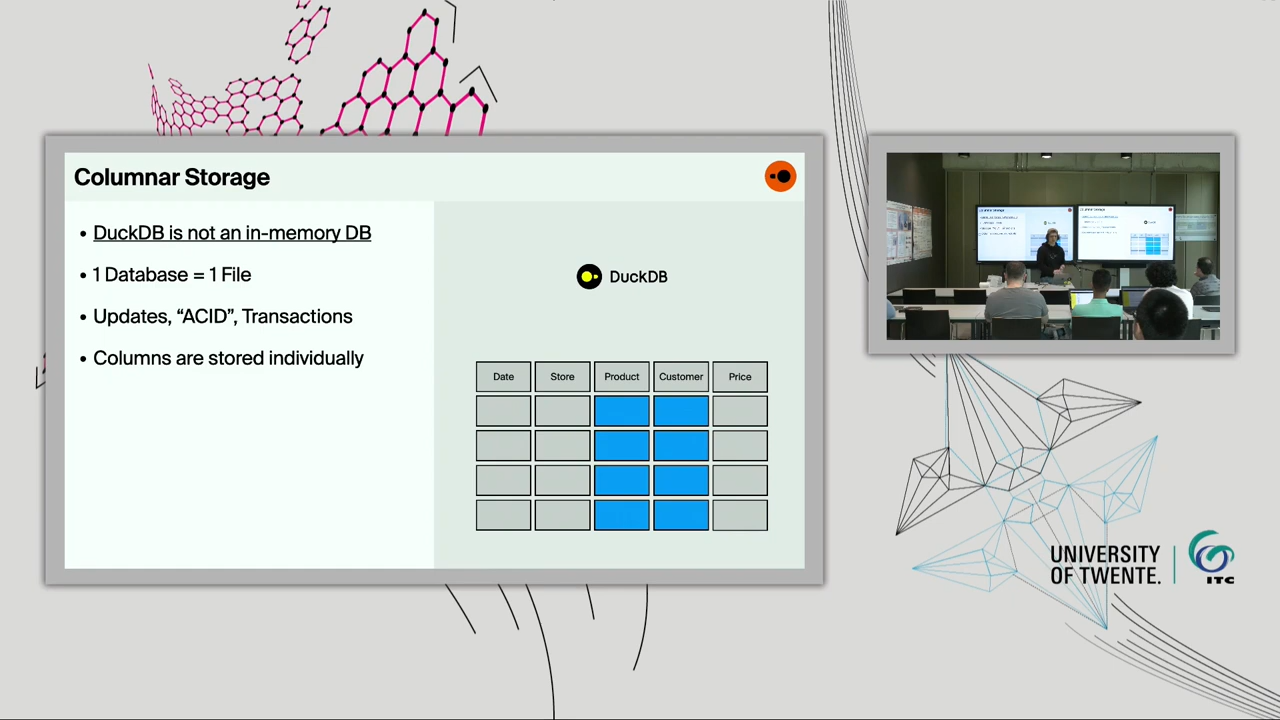 Columnar Storage
• DuckDB is not an in-memory DB
• 1 Database = 1 File
• Updates, “ACID”, Transactions
• Columns are stored individually
DuckDB
Date Store Product Customer Price
UNIVERSITY
OF TWENTE.
ITC